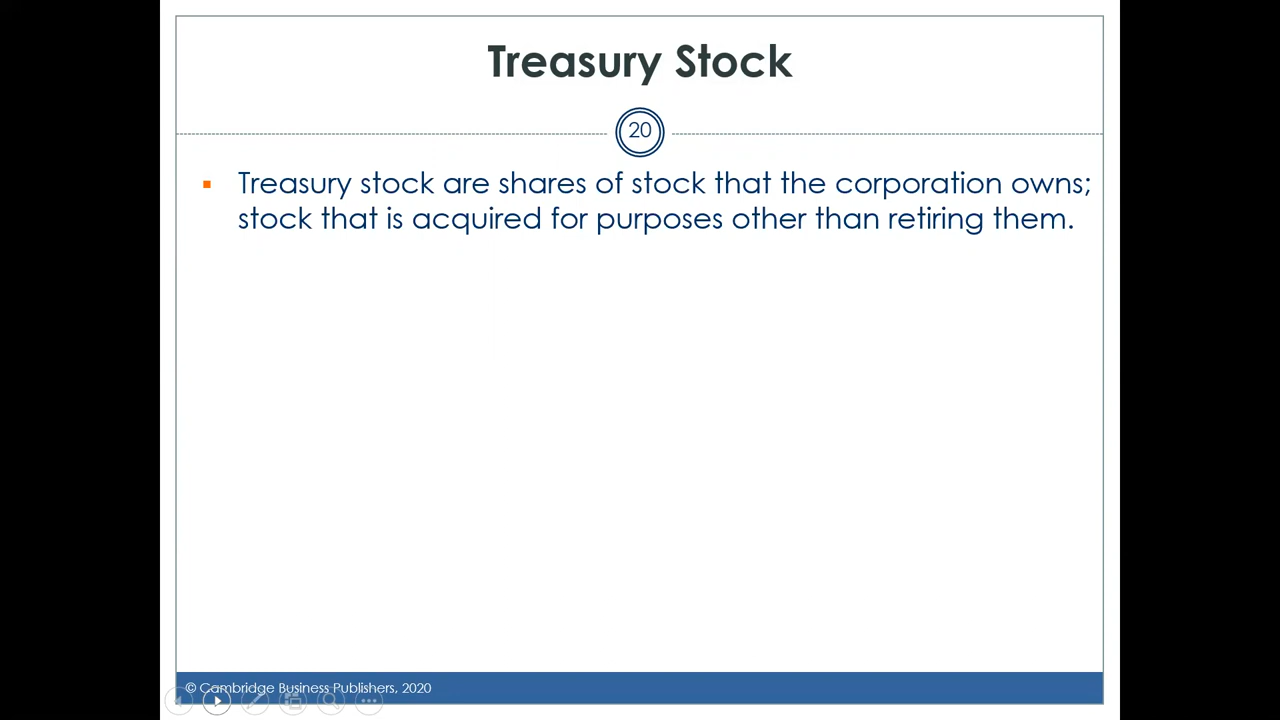 Treasury Stock
20
Treasury stock are shares of stock that the corporation owns;
stock that is acquired for purposes other than retiring them.
© Cambridge Business Publishers, 2020